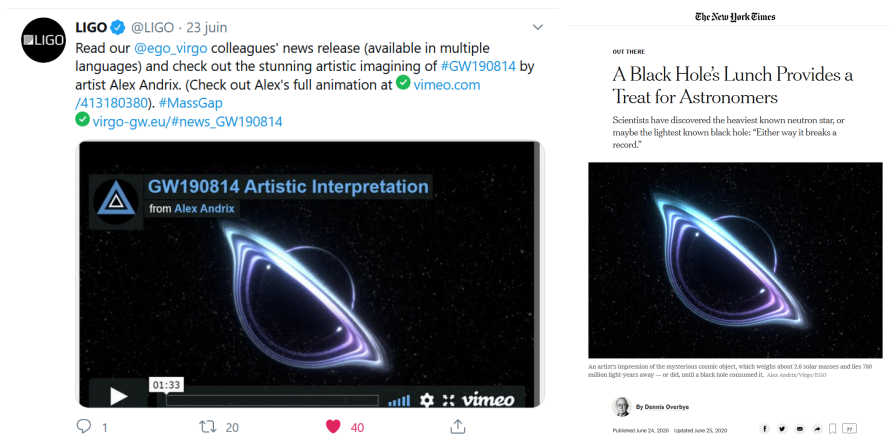 LIGO
LIGO @LIGO · 23 juin
Read our @ego_virgo colleagues' news release (available in multiple
languages) and check out the stunning artistic imagining of #GW190814 by
artist Alex Andrix. (Check out Alex's full animation at vimeo.com
/413180380). #MassGap
virgo-gw.eu/#news_GW190814
GW190814 Artistic Interpretation
from Alex Andrix
01:33
vimeo
1
20
40
The New York Times
OUT THERE
A Black Hole's Lunch Provides a
Treat for Astronomers
Scientists have discovered the heaviest known neutron star, or
maybe the lightest known black hole: “Either way it breaks a
record.”
An artist's impression of the mysterious cosmic object, which weighs about 2.6 solar masses and lies 780
million light years away — or did, until a black hole consumed it. Alex Andrix/Virgo/EGO
By Dennis Overbye
Published June 24, 2020 Updated June 25, 2020
77